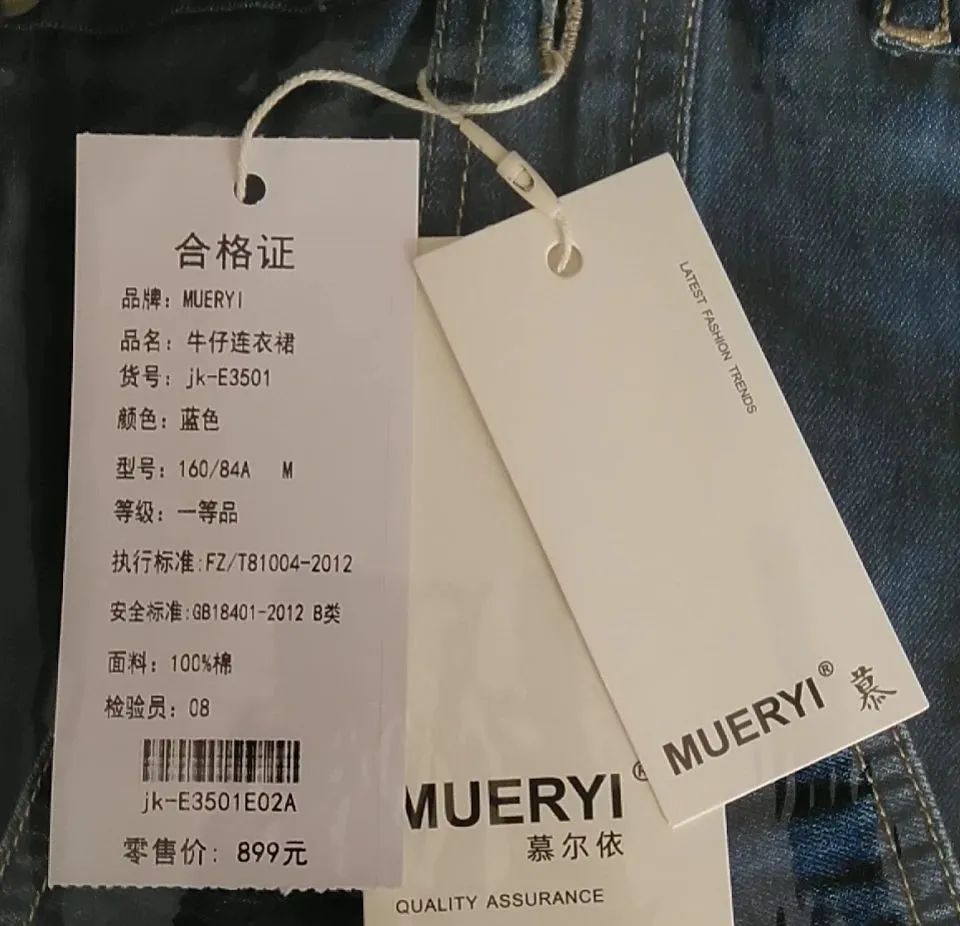 合格证
品牌：MUERYI
品名：牛仔连衣裙
货号：jk-E3501
颜色：蓝色
型号：160/84A M
等级：一等品
执行标准:FZ/T81004-2012
安全标准:GB18401-2012 B类
面料：100%棉
检验员：08
jk-E3501E02A
零售价：899元
LATEST FASHION TRENDS
MUERYI® 慕
MUERYI®
慕尔依
QUALITY ASSURANCE